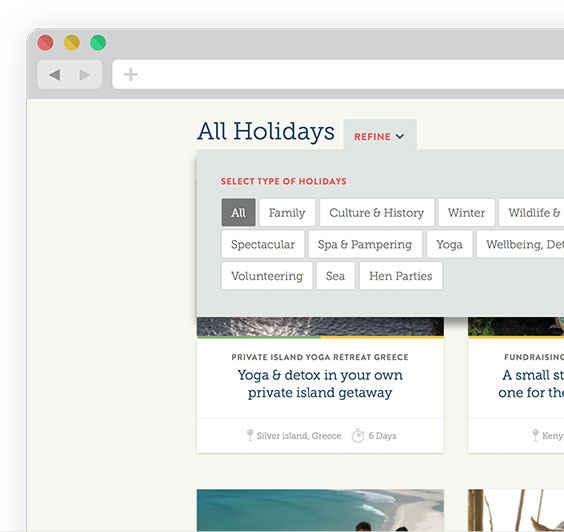 All Holidays REFINE
SELECT TYPE OF HOLIDAYS
All Family Culture & History Winter Wildlife &
Spectacular Spa & Pampering Yoga Wellbeing, Det
Volunteering Sea Hen Parties
PRIVATE ISLAND YOGA RETREAT GREECE
Yoga & detox in your own
private island getaway
Silver island, Greece 6 Days
FUNDRAISING
A small st
one for the
Keny